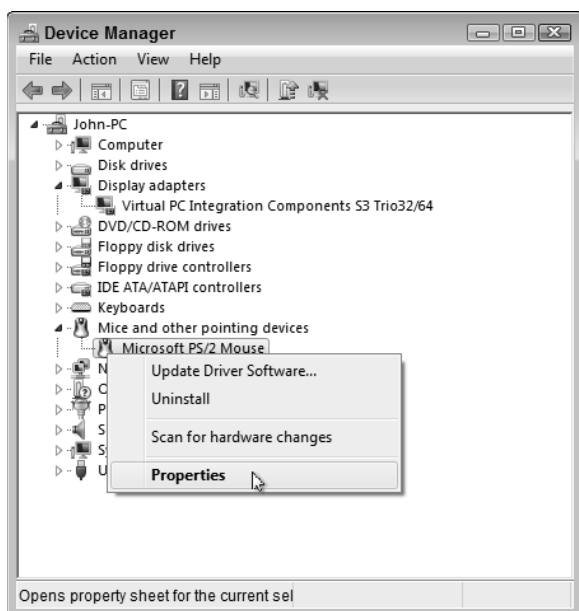 Device Manager
File Action View Help
John-PC
Computer
Disk drives
Display adapters
Virtual PC Integration Components S3 Trio32/64
DVD/CD-ROM drives
Floppy disk drives
Floppy drive controllers
IDE ATA/ATAPI controllers
Keyboards
Mice and other pointing devices
Microsoft PS/2 Mouse
N
Update Driver Software...
O
Uninstall
P
S
Scan for hardware changes
Sy
U
Properties
Opens property sheet for the current sel